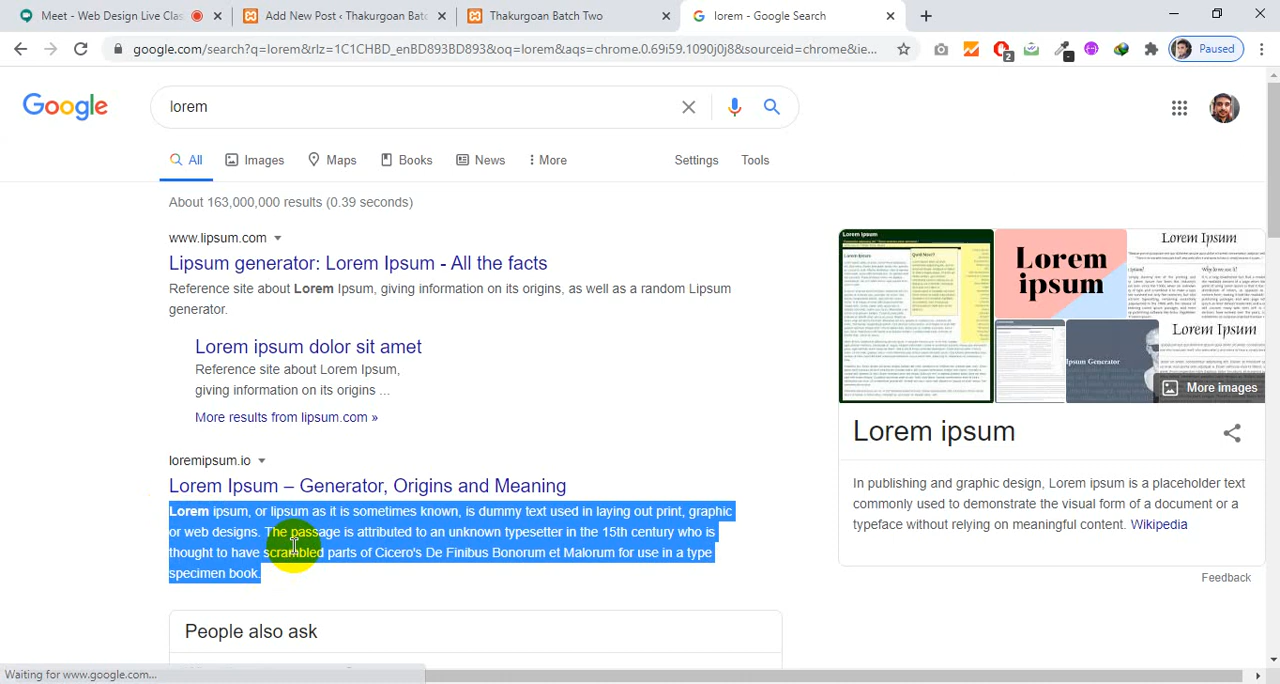 Meet - Web Design Live Clas
Add New Post ‹ Thakurgoan Batc
Thakurgoan Batch Two
lorem - Google Search
google.com/search?q=lorem&rlz=1C1CHBD_enBD893BD893&oq=lorem&aqs=chrome.0.69i59.1090j0j8&sourceid=chrome&ie...
2
Paused
Google
lorem
All
Images
Maps
Books
News
More
Settings
Tools
About 163,000,000 results (0.39 seconds)
www.lipsum.com
Lipsum generator: Lorem Ipsum - All the facts
Reference site about Lorem Ipsum, giving information on its origins, as well as a random Lipsum
generator.
Lorem ipsum dolor sit amet
Reference site about Lorem Ipsum,
giving information on its origins ...
More results from lipsum.com »
loremipsum.io
Lorem Ipsum – Generator, Origins and Meaning
Lorem ipsum, or lipsum as it is sometimes known, is dummy text used in laying out print, graphic
or web designs. The passage is attributed to an unknown typesetter in the 15th century who is
thought to have scrambled parts of Cicero's De Finibus Bonorum et Malorum for use in a type
specimen book.
People also ask
Lorem Ipsum
Lorem
ipsum
Lorem Ipsum
Lorem Ipsum
Ipsum Generator
More images
Lorem ipsum
In publishing and graphic design, Lorem ipsum is a placeholder text
commonly used to demonstrate the visual form of a document or a
typeface without relying on meaningful content. Wikipedia
Feedback
Waiting for www.google.com...